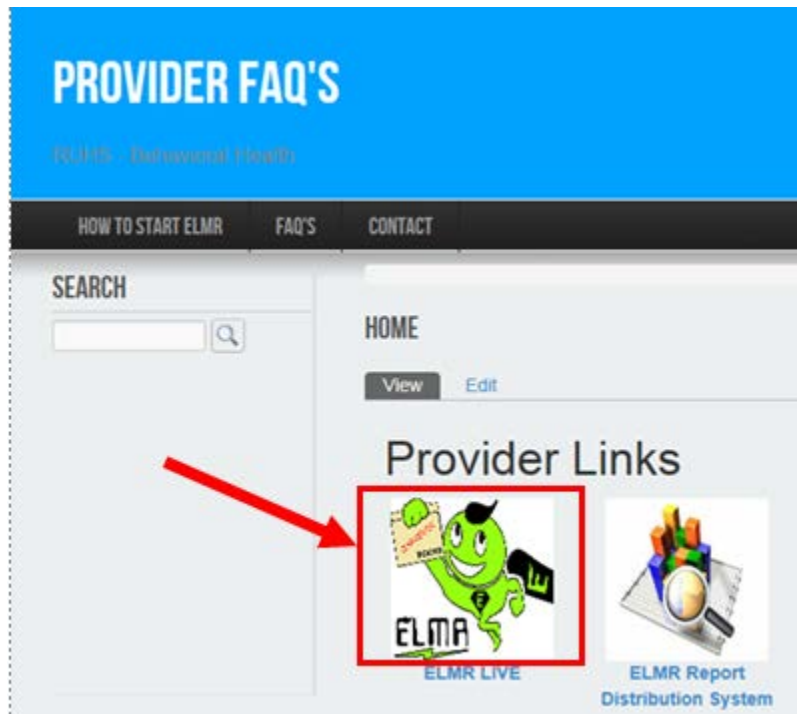 PROVIDER FAQ'S
RUHS - Behavioral Health
HOW TO START ELMR FAQ'S CONTACT
SEARCH
HOME
View Edit
Provider Links
E
E
ELMR
ELMR LIVE
ELMR Report
Distribution System